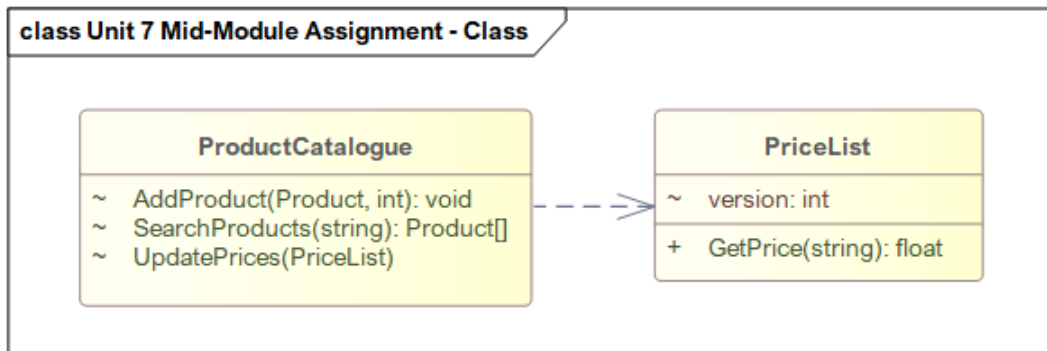 class Unit 7 Mid-Module Assignment - Class
ProductCatalogue
~ AddProduct(Product, int): void
~ SearchProducts(string): Product[]
~ UpdatePrices(PriceList)
PriceList
~ version: int
+ GetPrice(string): float